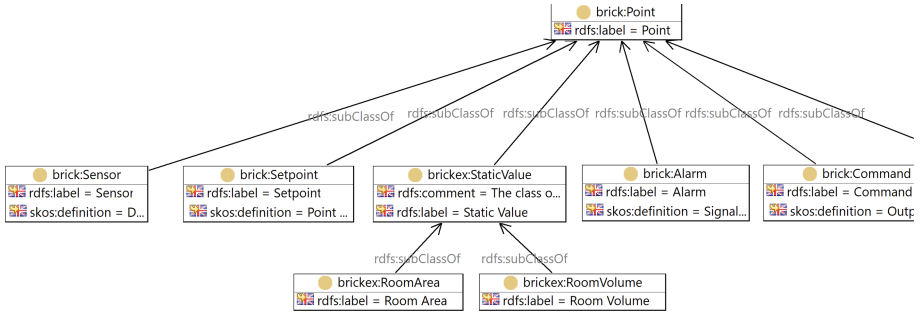 brick:Point
rdfs:label = Point
rdfs:subClassOf rdfs:subClassOf rdfs:subClassOf rdfs:subClassOf rdfs:subClassOf rdfs:subClassOf
brick:Sensor
rdfs:label = Sensor
skos:definition = D...
brick:Setpoint
rdfs:label = Setpoint
skos:definition = Point ...
brickex:StaticValue
rdfs:comment = The class o...
rdfs:label = Static Value
brick:Alarm
rdfs:label = Alarm
skos:definition = Signal...
brick:Command
rdfs:label = Command
skos:definition = Outp
rdfs:subClassOf rdfs:subClassOf
brickex:RoomArea
rdfs:label = Room Area
brickex:RoomVolume
rdfs:label = Room Volume